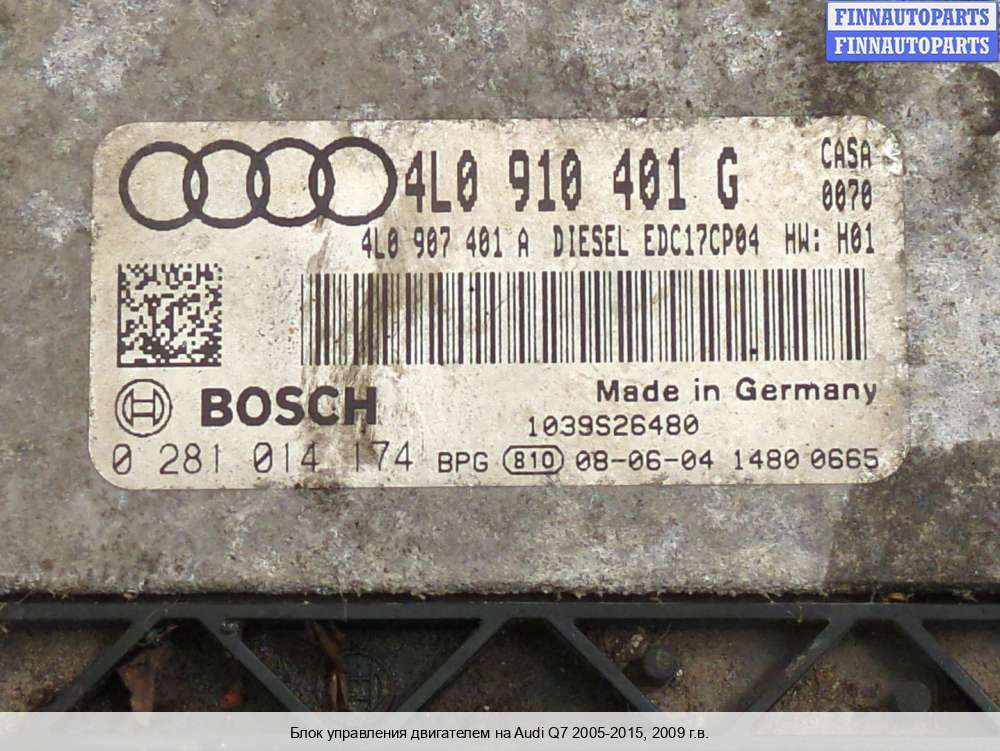 FINNAUTOPARTS
FINNAUTOPARTS
4L0 910 401 G CASA
0070
4L0 907 401 A DIESEL EDC17CP04 HW: H01
BOSCH Made in Germany
1039S26480
0 281 014 174 BPG 810 08-06-04 1480 0665
Блок управления двигателем на Audi Q7 2005-2015, 2009 г.в.